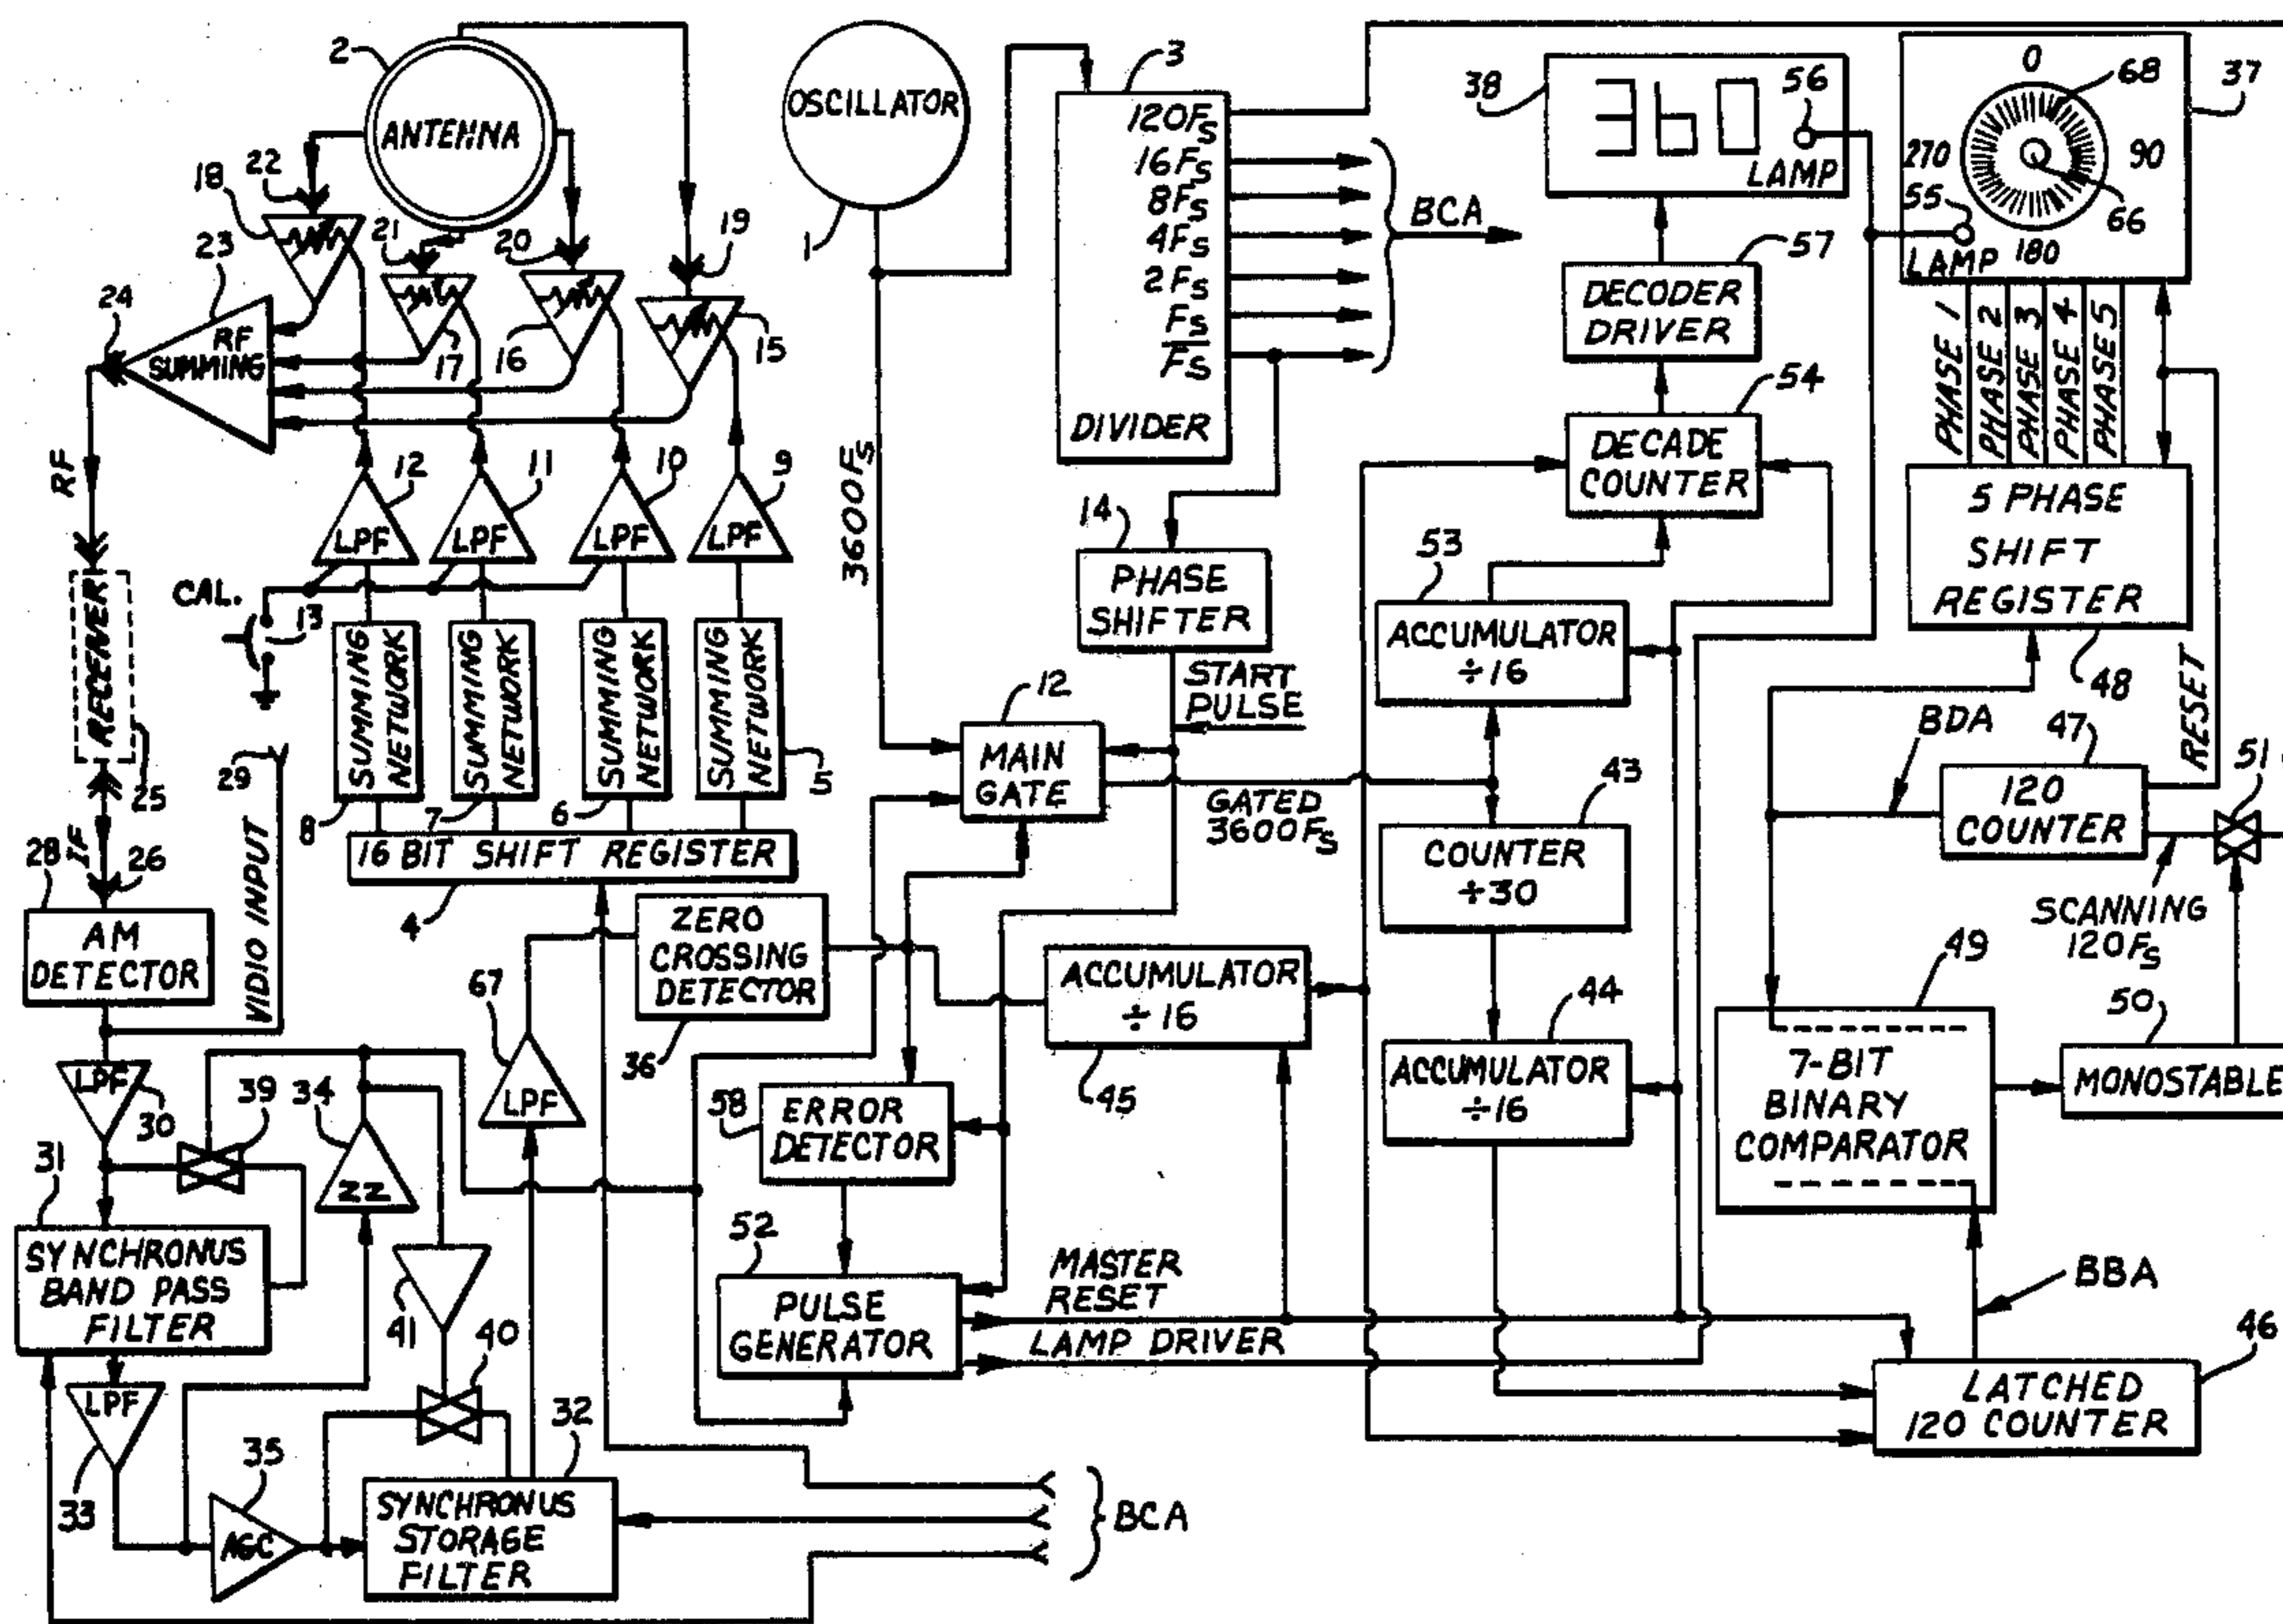 2
ANTENNA
22
18
23
21
20
19
24
RF
SUMMING
17
16
15
RF
12
LPF
11
LPF
10
LPF
9
LPF
CAL.
13
RECEIVER
25
29
SUMMING
NETWORK
8
SUMMING
NETWORK
7
SUMMING
NETWORK
6
SUMMING
NETWORK
5
16 BIT SHIFT REGISTER
4
IF
26
28
AM
DETECTOR
VIDIO INPUT
LPF
30
39
34
ZZ
31
SYNCHRONUS
BAND PASS
FILTER
LPF
33
35
AGC
41
40
32
SYNCHRONUS
STORAGE
FILTER
67
LPF
ZERO
CROSSING
DETECTOR
36
OSCILLATOR
1
3600Fs
3
120Fs
16Fs
8Fs
4Fs
2Fs
Fs
Fs
DIVIDER
BCA
14
PHASE
SHIFTER
START
PULSE
12
MAIN
GATE
GATED
3600Fs
ACCUMULATOR
÷16
45
58
ERROR
DETECTOR
52
PULSE
GENERATOR
MASTER
RESET
LAMP DRIVER
BCA
38
360
56
LAMP
57
DECODER
DRIVER
54
DECADE
COUNTER
53
ACCUMULATOR
÷16
43
COUNTER
÷30
44
ACCUMULATOR
÷16
0
68
37
270
90
55
LAMP
180
66
PHASE 1
PHASE 2
PHASE 3
PHASE 4
PHASE 5
5 PHASE
SHIFT
REGISTER
48
RESET
BDA
47
120
COUNTER
51
SCANNING
120Fs
49
7-BIT
BINARY
COMPARATOR
50
MONOSTABLE
BBA
46
LATCHED
120 COUNTER